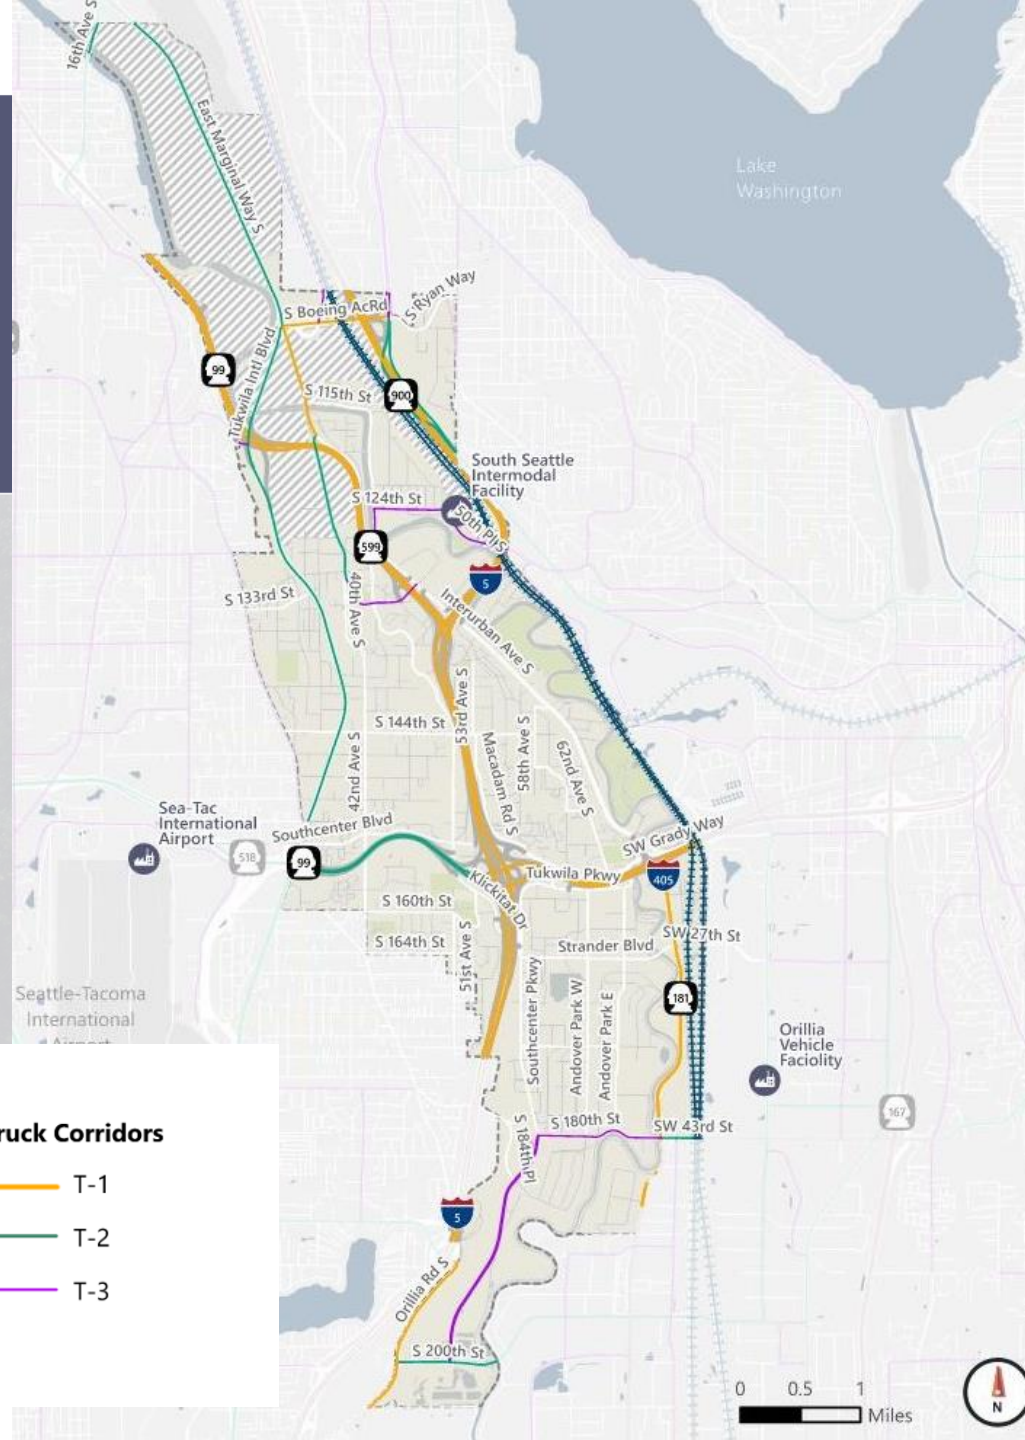 16th Ave S
East Marginal Way S
Lake
Washington
S Ryan Way
S Boeing AcRd
99
Tukwila Intl Blvd
900
S 115th St
South Seattle
Intermodal
Facility
S 124th St
50th Pl S
599
5
S 133rd St
40th Ave S
Interurban Ave S
53rd Ave S
S 144th St
58th Ave S
42nd Ave S
Macadam Rd S
62nd Ave S
Sea-Tac
International
Airport
Southcenter Blvd
SW Grady Way
518
99
Tukwila Pkwy
405
Klickitat Dr
S 160th St
SW 27th St
S 164th St
Strander Blvd
51st Ave S
181
Seattle-Tacoma
International
Airport
Southcenter Pkwy
Andover Park W
Andover Park E
Orillia
Vehicle
Faciolity
167
S 180th St
SW 43rd St
S 184th Pl
ruck Corridors
T-1
T-2
T-3
5
Orillia Rd S
S 200th St
0 0.5 1
Miles
N